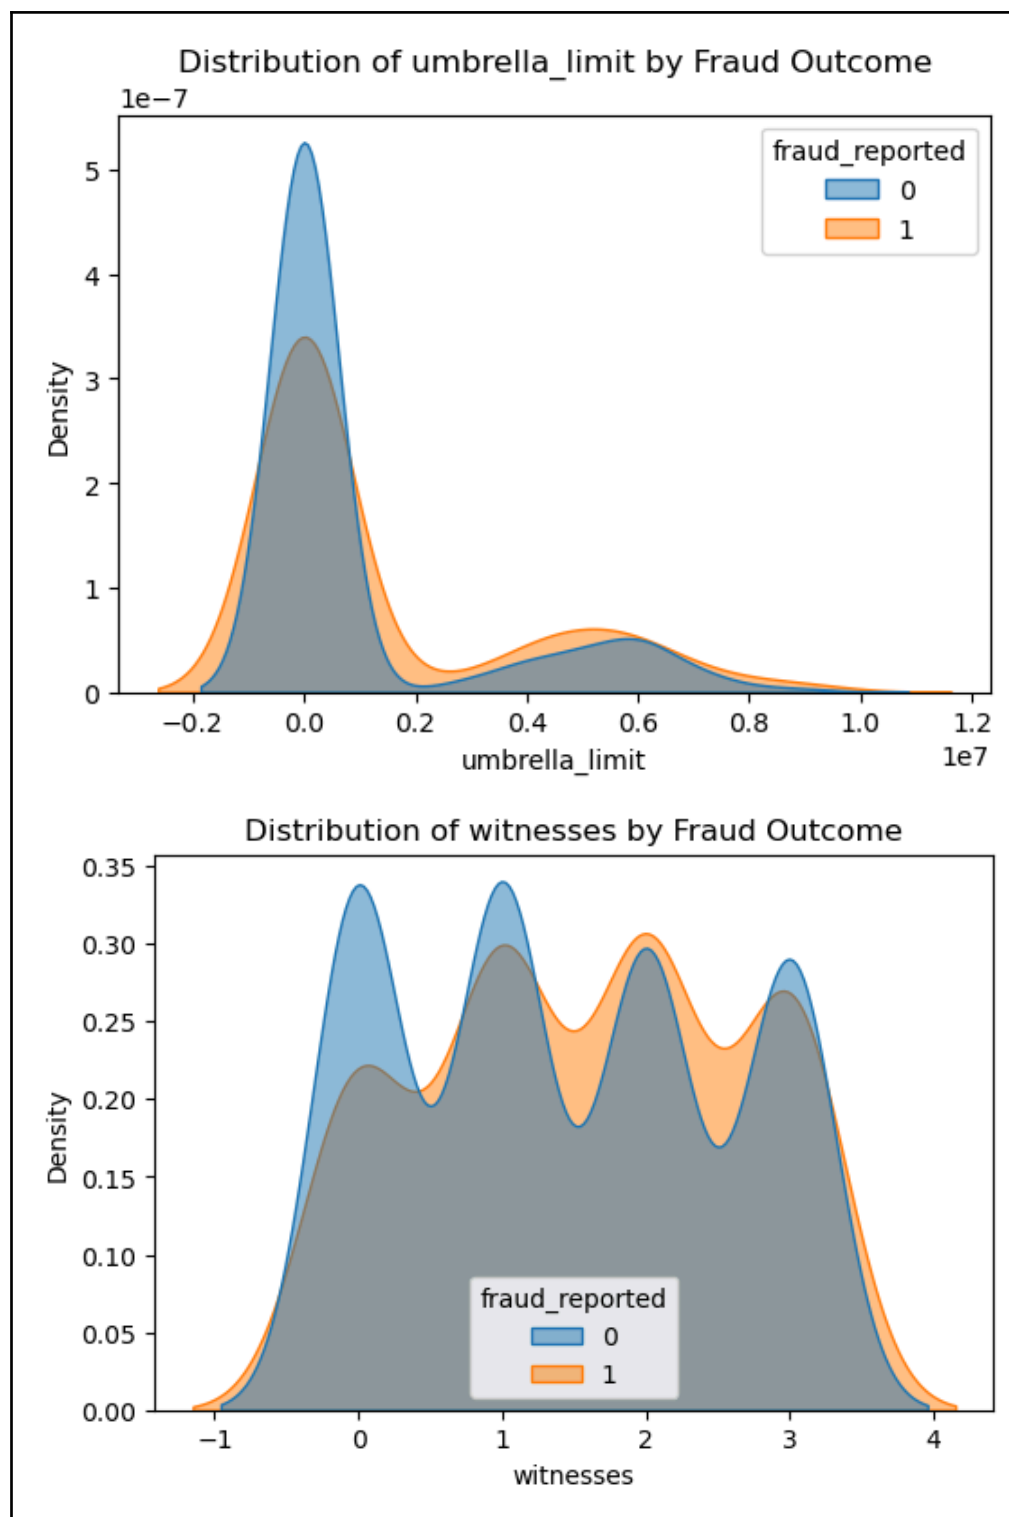 Distribution of umbrella_limit by Fraud Outcome
1e−7
fraud_reported
0
1
5
4
3
2
1
0
Density
−0.2 0.0 0.2 0.4 0.6 0.8 1.0 1.2
1e7
umbrella_limit
Distribution of witnesses by Fraud Outcome
0.35
0.30
0.25
0.20
0.15
0.10
0.05
0.00
Density
fraud_reported
0
1
−1 0 1 2 3 4
witnesses